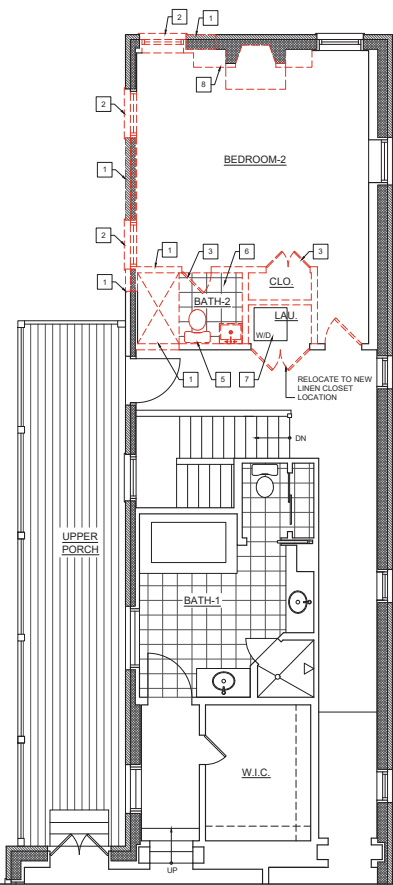 2
1
2
8
BEDROOM-2
1
2
1
3
6
3
CLO.
1
BATH-2
LAU.
W/D
1
5
7
RELOCATE TO NEW
LINEN CLOSET
LOCATION
DN
UPPER
PORCH
BATH-1
W.I.C.
UP